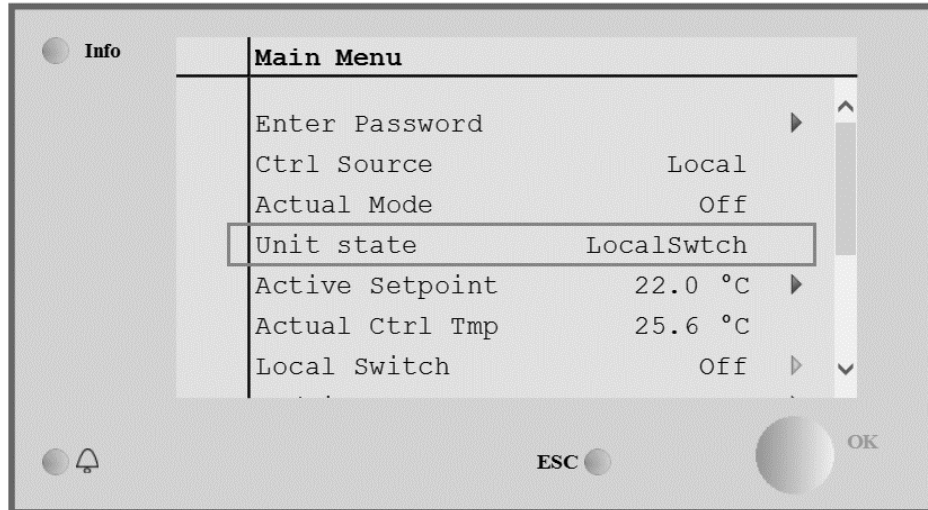 Info
Main Menu
Enter Password
Ctrl Source Local
Actual Mode Off
Unit state LocalSwtch
Active Setpoint 22.0 °C
Actual Ctrl Tmp 25.6 °C
Local Switch Off
ESC
OK